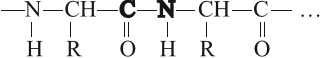 —N—CH—C—N—CH—C— ...
H R O H R O